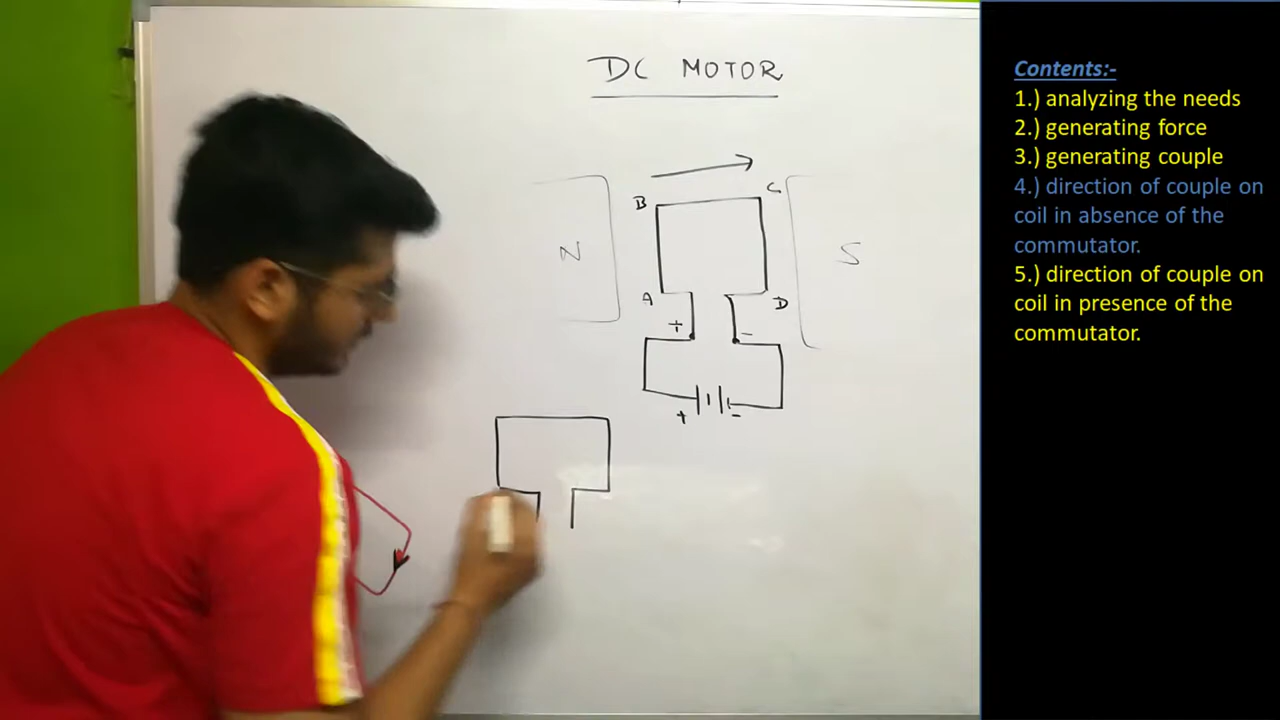 DC MOTOR
B
C
N
S
A
D
+
-
+
-
Contents:-
1.) analyzing the needs
2.) generating force
3.) generating couple
4.) direction of couple on
coil in absence of the
commutator.
5.) direction of couple on
coil in presence of the
commutator.